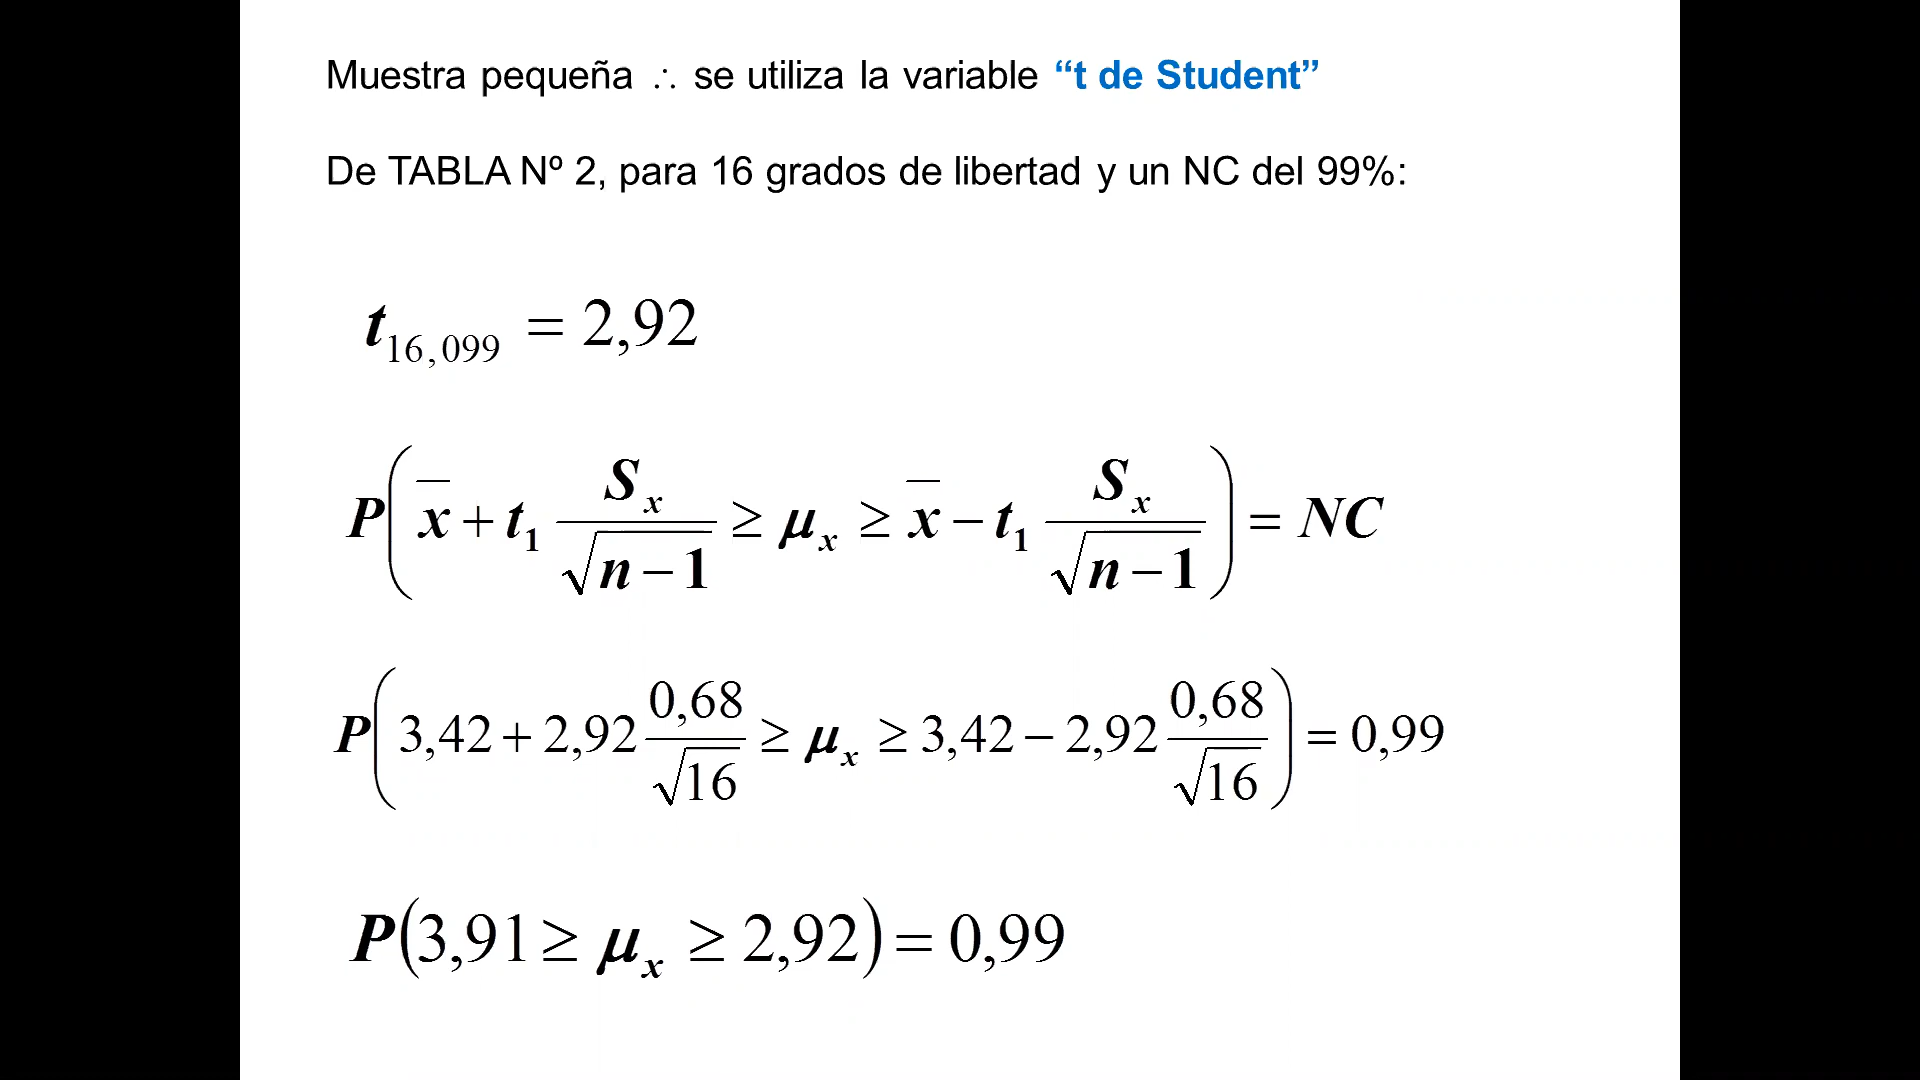 Muestra pequeña ∴ se utiliza la variable “t de Student”
De TABLA Nº 2, para 16 grados de libertad y un NC del 99%:
t₁₆,₀₉₉ = 2,92
P( x̅ + t₁ Sₓ / √(n − 1) ≥ μₓ ≥ x̅ − t₁ Sₓ / √(n − 1) ) = NC
P( 3,42 + 2,92 0,68 / √16 ≥ μₓ ≥ 3,42 − 2,92 0,68 / √16 ) = 0,99
P(3,91 ≥ μₓ ≥ 2,92) = 0,99